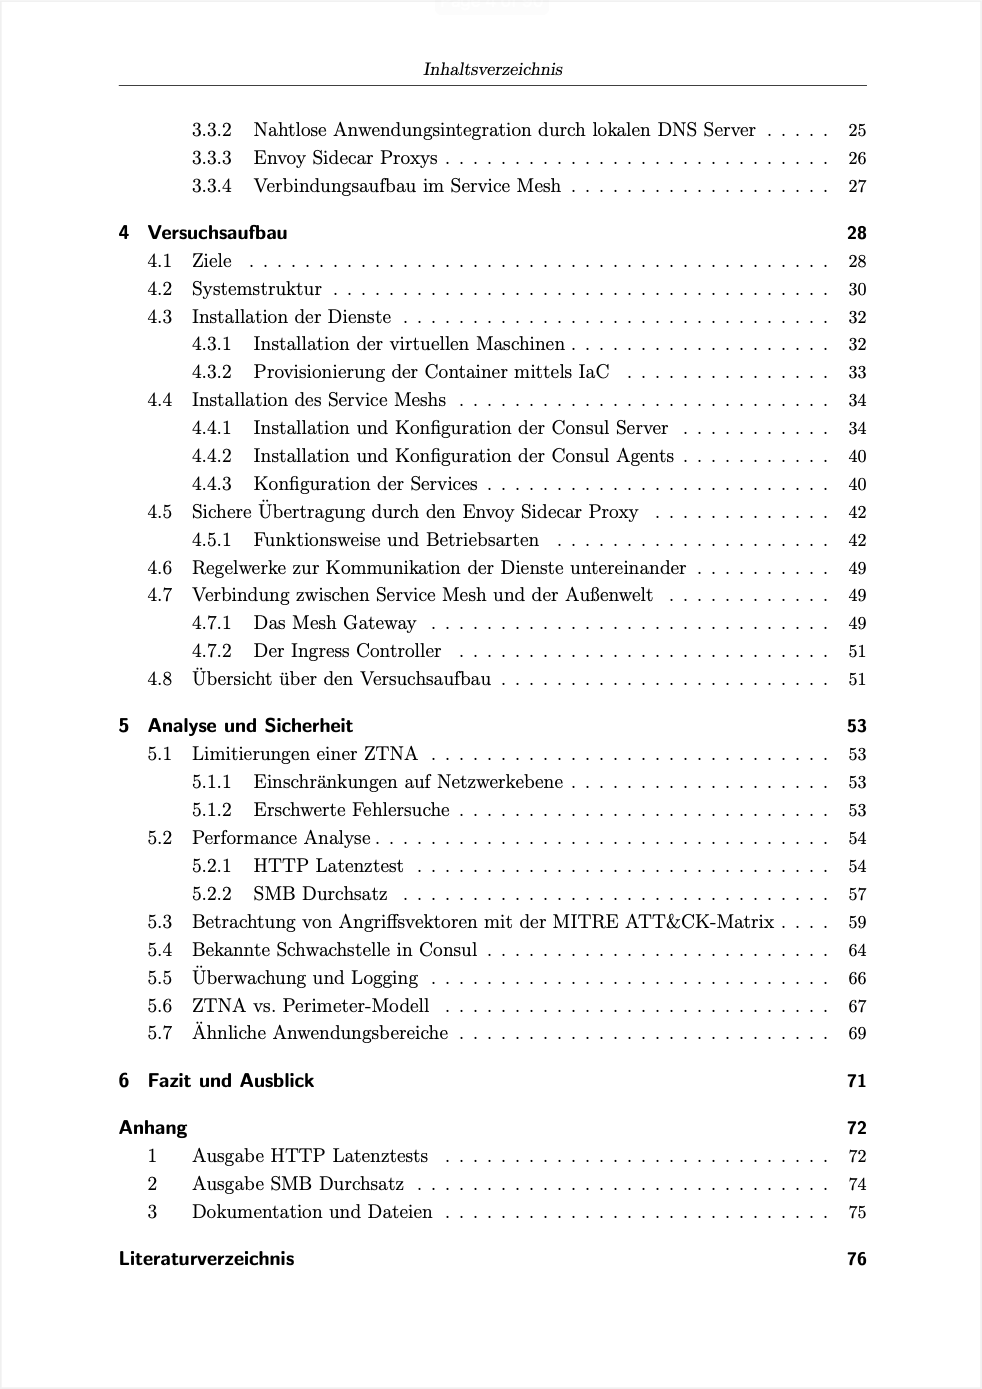 Inhaltsverzeichnis
3.3.2 Nahtlose Anwendungsintegration durch lokalen DNS Server . . . . . 25
3.3.3 Envoy Sidecar Proxys . . . . . . . . . . . . . . . . . . . . . . . . . . . . 26
3.3.4 Verbindungsaufbau im Service Mesh . . . . . . . . . . . . . . . . . . . 27
4 Versuchsaufbau 28
4.1 Ziele . . . . . . . . . . . . . . . . . . . . . . . . . . . . . . . . . . . . . . . . . . 28
4.2 Systemstruktur . . . . . . . . . . . . . . . . . . . . . . . . . . . . . . . . . . . . 30
4.3 Installation der Dienste . . . . . . . . . . . . . . . . . . . . . . . . . . . . . . . 32
4.3.1 Installation der virtuellen Maschinen . . . . . . . . . . . . . . . . . . . 32
4.3.2 Provisionierung der Container mittels IaC . . . . . . . . . . . . . . . 33
4.4 Installation des Service Meshs . . . . . . . . . . . . . . . . . . . . . . . . . . . 34
4.4.1 Installation und Konfiguration der Consul Server . . . . . . . . . . . 34
4.4.2 Installation und Konfiguration der Consul Agents . . . . . . . . . . . 40
4.4.3 Konfiguration der Services . . . . . . . . . . . . . . . . . . . . . . . . . 40
4.5 Sichere Übertragung durch den Envoy Sidecar Proxy . . . . . . . . . . . . . 42
4.5.1 Funktionsweise und Betriebsarten . . . . . . . . . . . . . . . . . . . . 42
4.6 Regelwerke zur Kommunikation der Dienste untereinander . . . . . . . . . . 49
4.7 Verbindung zwischen Service Mesh und der Außenwelt . . . . . . . . . . . . 49
4.7.1 Das Mesh Gateway . . . . . . . . . . . . . . . . . . . . . . . . . . . . . 49
4.7.2 Der Ingress Controller . . . . . . . . . . . . . . . . . . . . . . . . . . . 51
4.8 Übersicht über den Versuchsaufbau . . . . . . . . . . . . . . . . . . . . . . . . 51
5 Analyse und Sicherheit 53
5.1 Limitierungen einer ZTNA . . . . . . . . . . . . . . . . . . . . . . . . . . . . . 53
5.1.1 Einschränkungen auf Netzwerkebene . . . . . . . . . . . . . . . . . . . 53
5.1.2 Erschwerte Fehlersuche . . . . . . . . . . . . . . . . . . . . . . . . . . . 53
5.2 Performance Analyse . . . . . . . . . . . . . . . . . . . . . . . . . . . . . . . . . 54
5.2.1 HTTP Latenztest . . . . . . . . . . . . . . . . . . . . . . . . . . . . . . 54
5.2.2 SMB Durchsatz . . . . . . . . . . . . . . . . . . . . . . . . . . . . . . . 57
5.3 Betrachtung von Angriffsvektoren mit der MITRE ATT&CK-Matrix . . . . 59
5.4 Bekannte Schwachstelle in Consul . . . . . . . . . . . . . . . . . . . . . . . . . 64
5.5 Überwachung und Logging . . . . . . . . . . . . . . . . . . . . . . . . . . . . . 66
5.6 ZTNA vs. Perimeter-Modell . . . . . . . . . . . . . . . . . . . . . . . . . . . . 67
5.7 Ähnliche Anwendungsbereiche . . . . . . . . . . . . . . . . . . . . . . . . . . . 69
6 Fazit und Ausblick 71
Anhang 72
1 Ausgabe HTTP Latenztests . . . . . . . . . . . . . . . . . . . . . . . . . . . . 72
2 Ausgabe SMB Durchsatz . . . . . . . . . . . . . . . . . . . . . . . . . . . . . . 74
3 Dokumentation und Dateien . . . . . . . . . . . . . . . . . . . . . . . . . . . . 75
Literaturverzeichnis 76